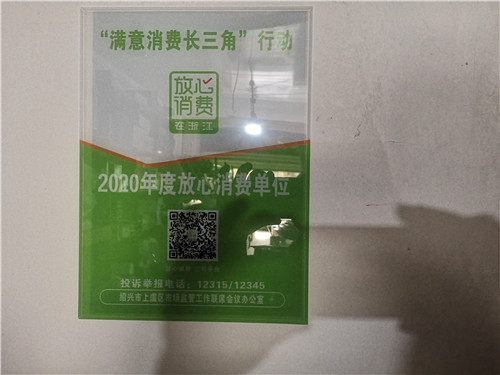 “满意消费长三角”行动
放心
消费
在浙江
2020年度放心消费单位
投诉举报电话：12315/12345
绍兴市上虞区市场监管工作联席会议办公室